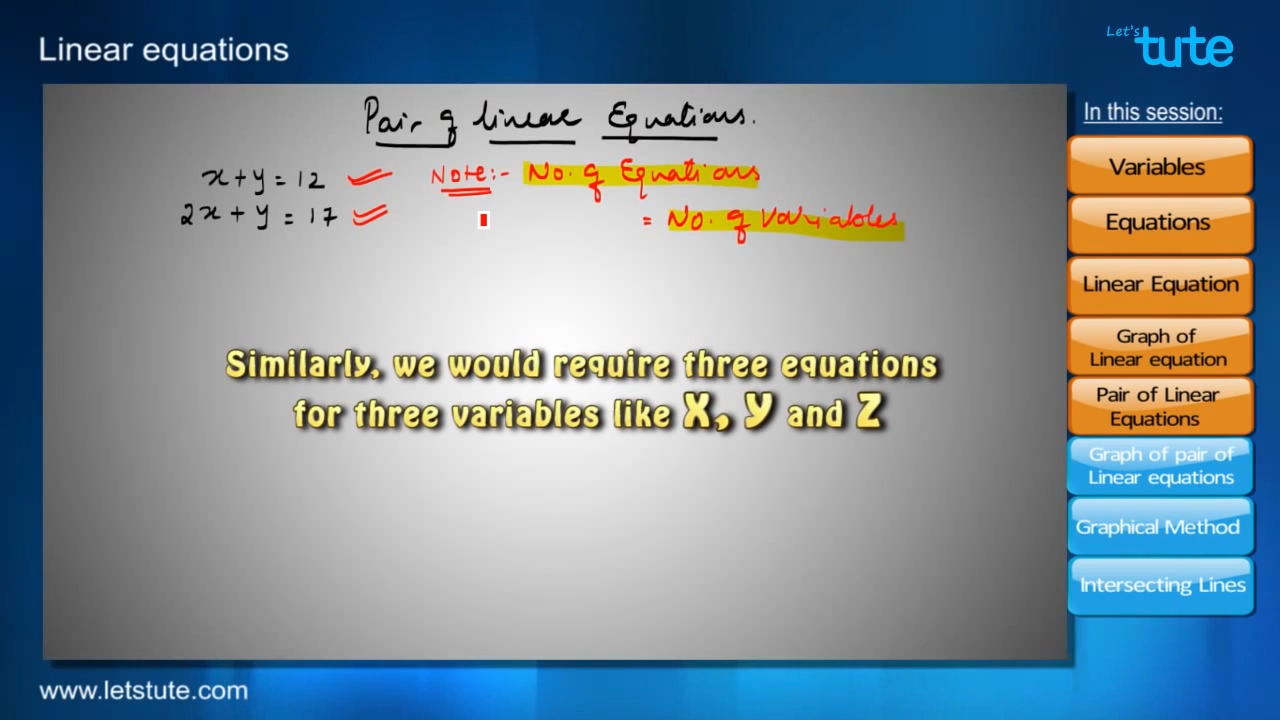 Linear equations
Let's
tute
Pair of linear Equations.
x + y = 12
Note:- No. of Equations
2x + y = 17
= No. of Variables
Similarly, we would require three equations
for three variables like X, Y and Z
In this session:
Variables
Equations
Linear Equation
Graph of
Linear equation
Pair of Linear
Equations
Graph of pair of
Linear equations
Graphical Method
Intersecting Lines
www.letstute.com